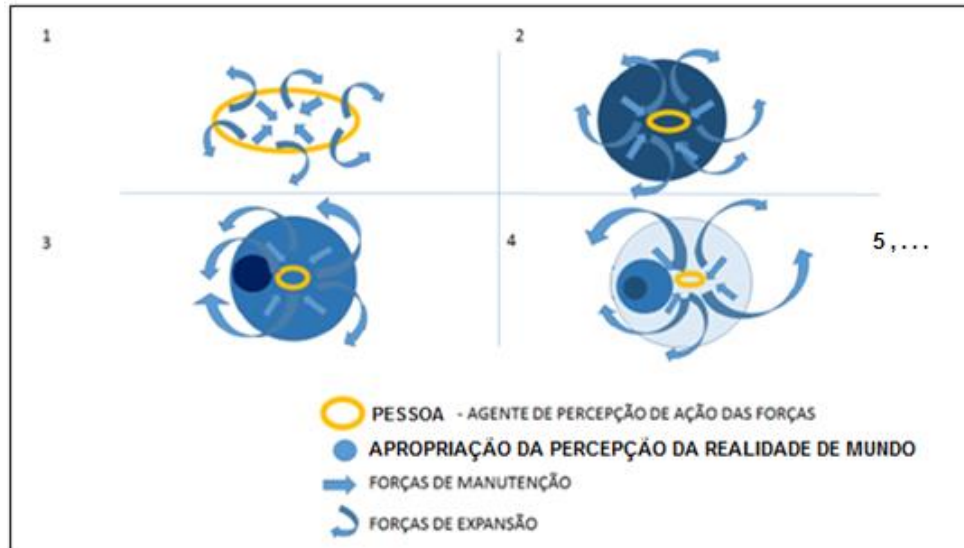 1
2
3
4
5,...
PESSOA - AGENTE DE PERCEPÇÃO DE AÇÃO DAS FORÇAS
APROPRIAÇÃO DA PERCEPÇÃO DA REALIDADE DE MUNDO
FORÇAS DE MANUTENÇÃO
FORÇAS DE EXPANSÃO